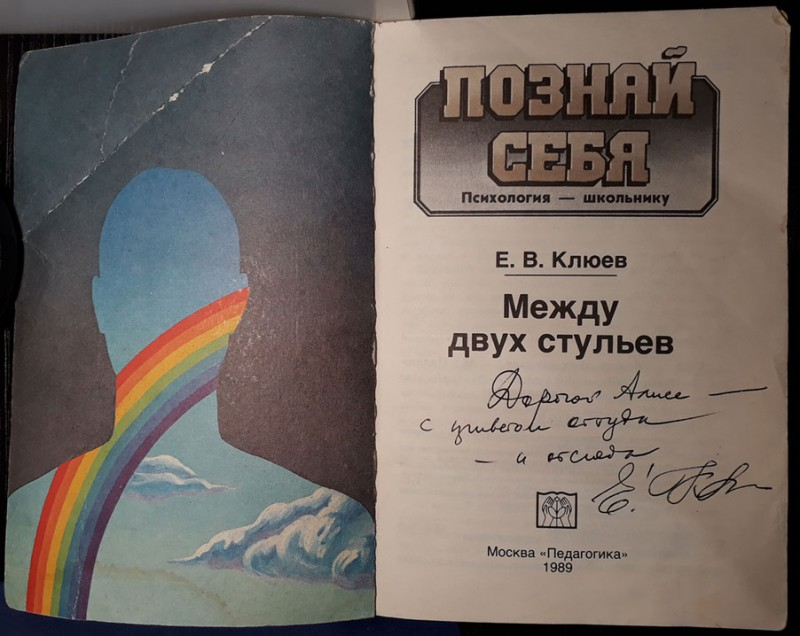 ПОЗНАЙ
СЕБЯ
Психология — школьнику
Е. В. Клюев
Между
двух стульев
Дорогой Алисе —
с приветом оттуда
— и отсюда
Москва «Педагогика»
1989